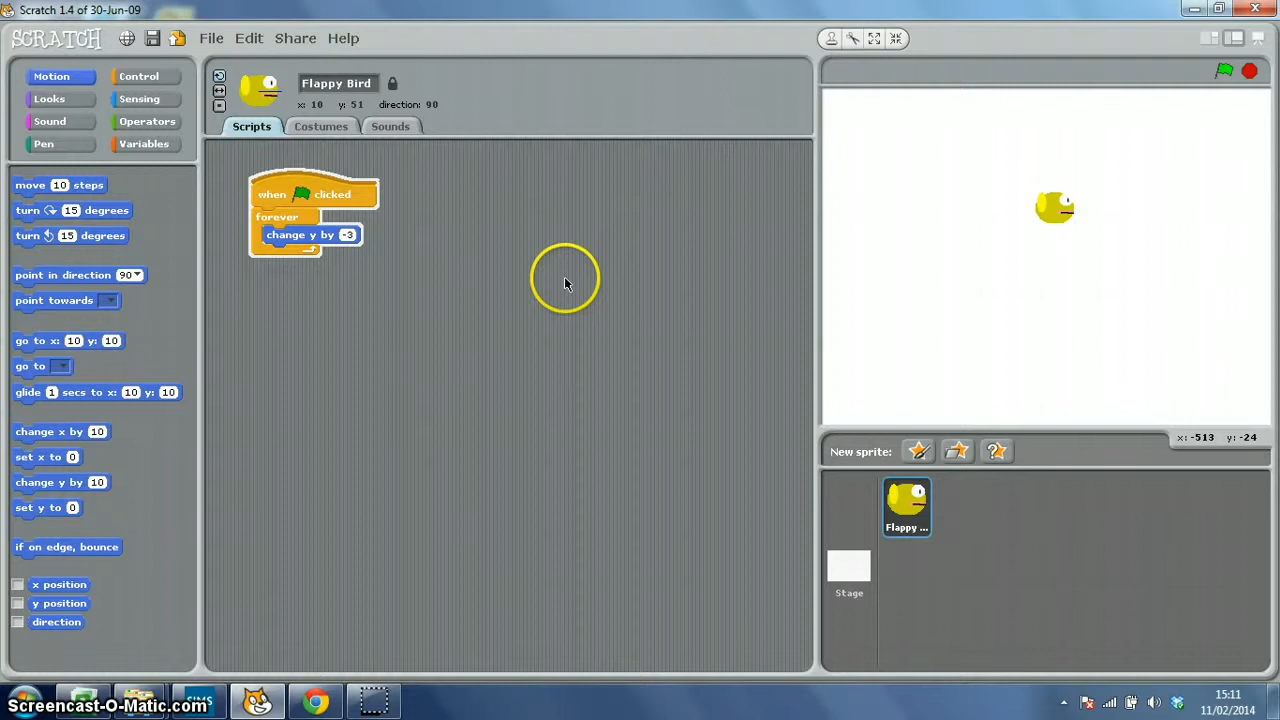 Scratch 1.4 of 30-Jun-09
SCRATCH File Edit Share Help
Motion Control
Looks Sensing
Sound Operators
Pen Variables
move 10 steps
turn 15 degrees
turn 15 degrees
point in direction 90
point towards
go to x: 10 y: 10
go to
glide 1 secs to x: 10 y: 10
change x by 10
set x to 0
change y by 10
set y to 0
if on edge, bounce
x position
y position
direction
Flappy Bird
x: 10 y: 51 direction: 90
Scripts Costumes Sounds
when clicked
forever
change y by -3
x: -513 y: -24
New sprite:
Flappy ...
Stage
SIMS
Screencast-O-Matic.com
15:11
11/02/2014